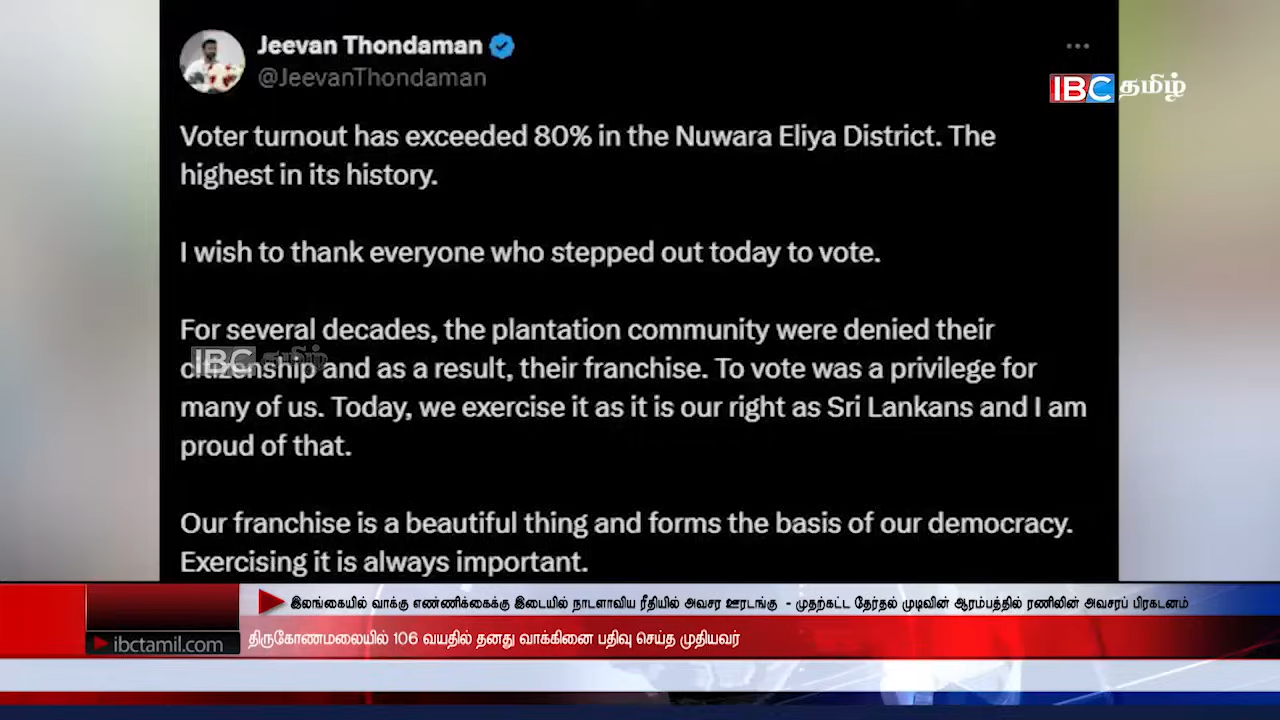 Jeevan Thondaman
@JeevanThondaman
IBC தமிழ்
Voter turnout has exceeded 80% in the Nuwara Eliya District. The
highest in its history.
I wish to thank everyone who stepped out today to vote.
For several decades, the plantation community were denied their
IBC தமிழ்
citizenship and as a result, their franchise. To vote was a privilege for
many of us. Today, we exercise it as it is our right as Sri Lankans and I am
proud of that.
Our franchise is a beautiful thing and forms the basis of our democracy.
Exercising it is always important.
இலங்கையில் வாக்கு எண்ணிக்கைக்கு இடையில் நாடளாவிய ரீதியில் அவசர ஊரடங்கு - முதற்கட்ட தேர்தல் முடிவின் ஆரம்பத்தில் ரணிலின் அவசரப் பிரகடனம்
ibctamil.com
திருகோணமலையில் 106 வயதில் தனது வாக்கினை பதிவு செய்த முதியவர்